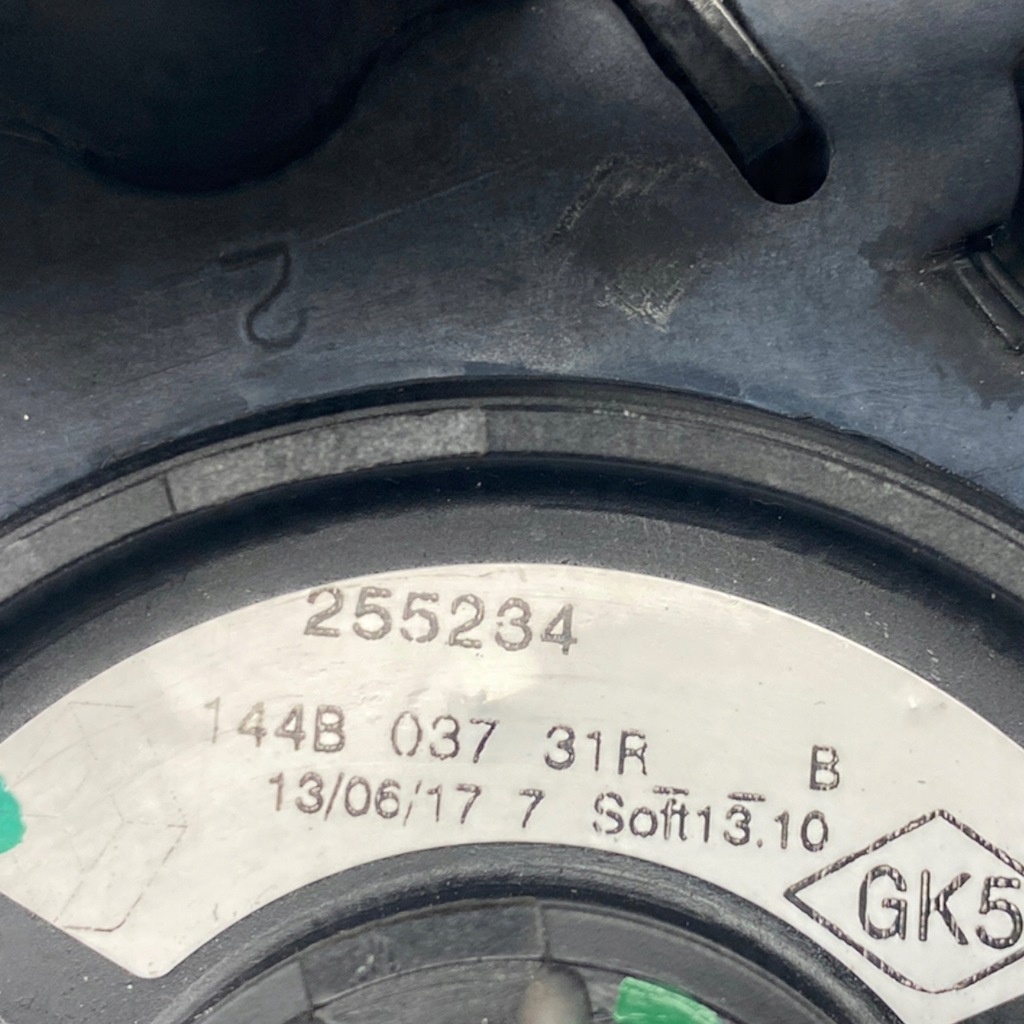 2
255234
144B 037 31R B
13/06/17 7 Soft13.10
GK5